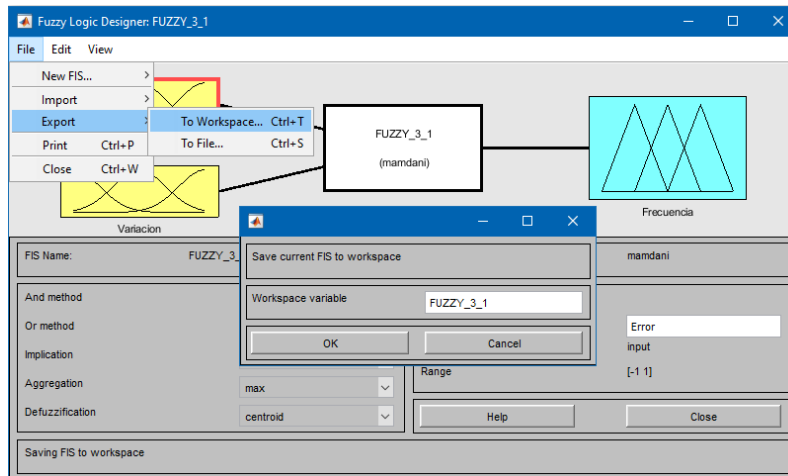 Fuzzy Logic Designer: FUZZY_3_1
File Edit View
New FIS...
Import
Export
Print Ctrl+P
Close Ctrl+W
To Workspace... Ctrl+T
To File... Ctrl+S
FUZZY_3_1
(mamdani)
Variacion
Frecuencia
FIS Name: FUZZY_3_
mamdani
Save current FIS to workspace
Workspace variable FUZZY_3_1
OK Cancel
And method
Or method
Implication
Aggregation max
Defuzzification centroid
Error
input
Range [-1 1]
Help Close
Saving FIS to workspace